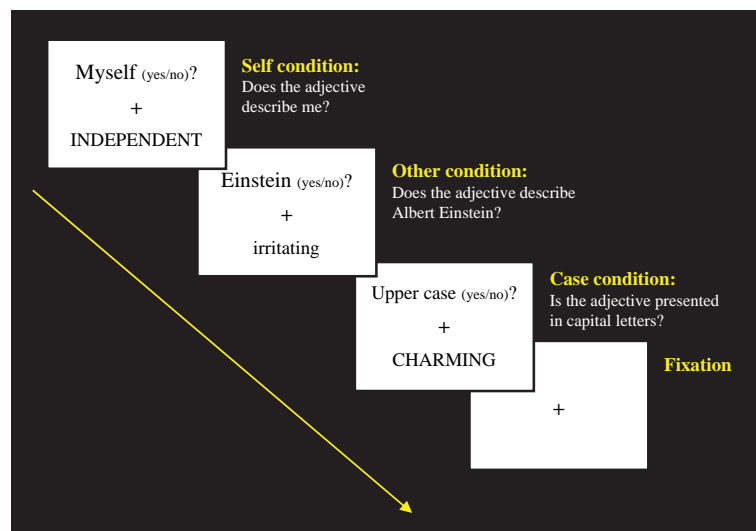 Myself (yes/no)?
+
INDEPENDENT
Self condition:
Does the adjective
describe me?
Einstein (yes/no)?
+
irritating
Other condition:
Does the adjective describe
Albert Einstein?
Upper case (yes/no)?
+
CHARMING
Case condition:
Is the adjective presented
in capital letters?
Fixation
+